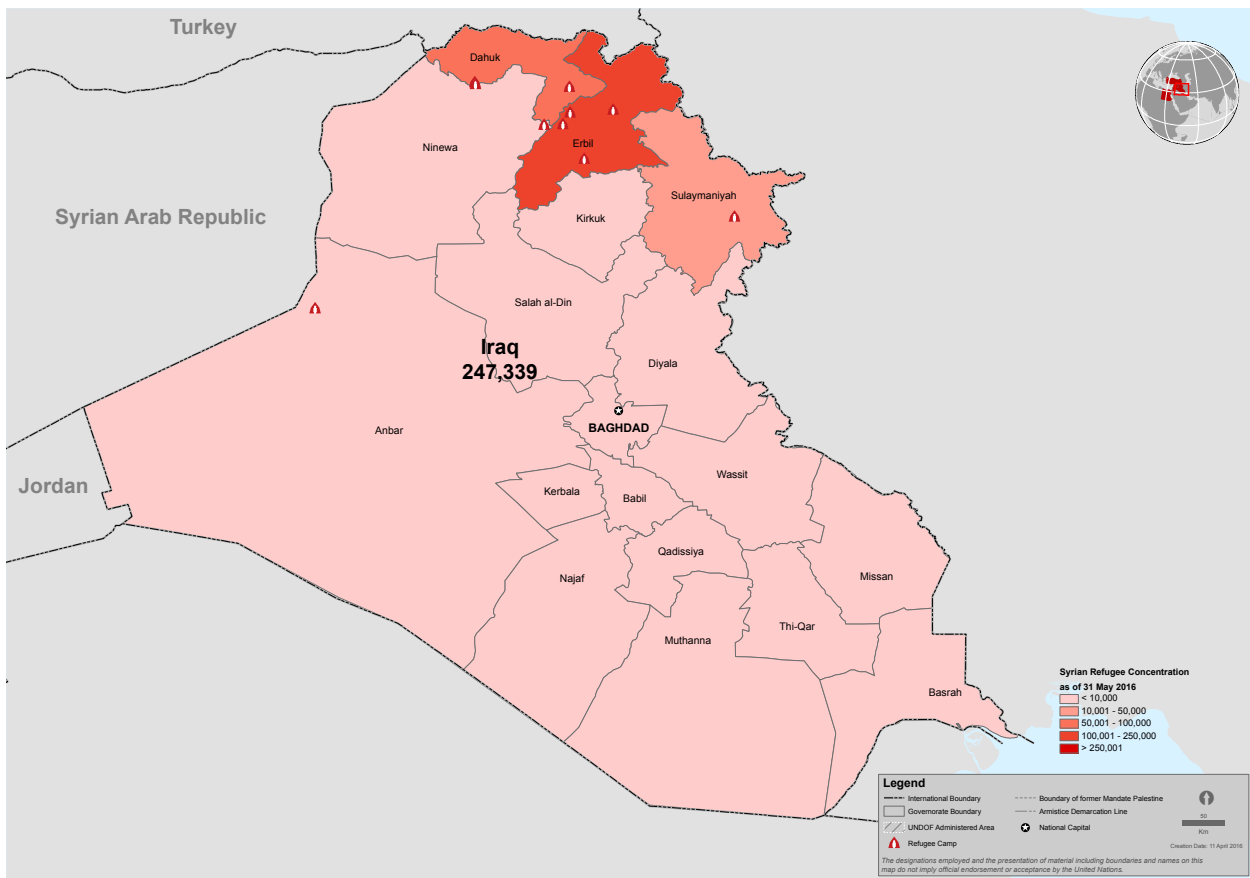 Turkey
Dahuk
Ninewa
Erbil
Sulaymaniyah
Syrian Arab Republic
Kirkuk
Salah al-Din
Iraq
247,339
Diyala
Anbar
BAGHDAD
Jordan
Wassit
Kerbala
Babil
Qadissiya
Najaf
Missan
Thi-Qar
Muthanna
Basrah
Syrian Refugee Concentration
as of 31 May 2016
< 10,000
10,001 - 50,000
50,001 - 100,000
100,001 - 250,000
> 250,001
Legend
International Boundary
Governorate Boundary
UNDOF Administered Area
Refugee Camp
Boundary of former Mandate Palestine
Armistice Demarcation Line
National Capital
50
Km
Creation Date: 11 April 2016
The designations employed and the presentation of material including boundaries and names on this
map do not imply official endorsement or acceptance by the United Nations.